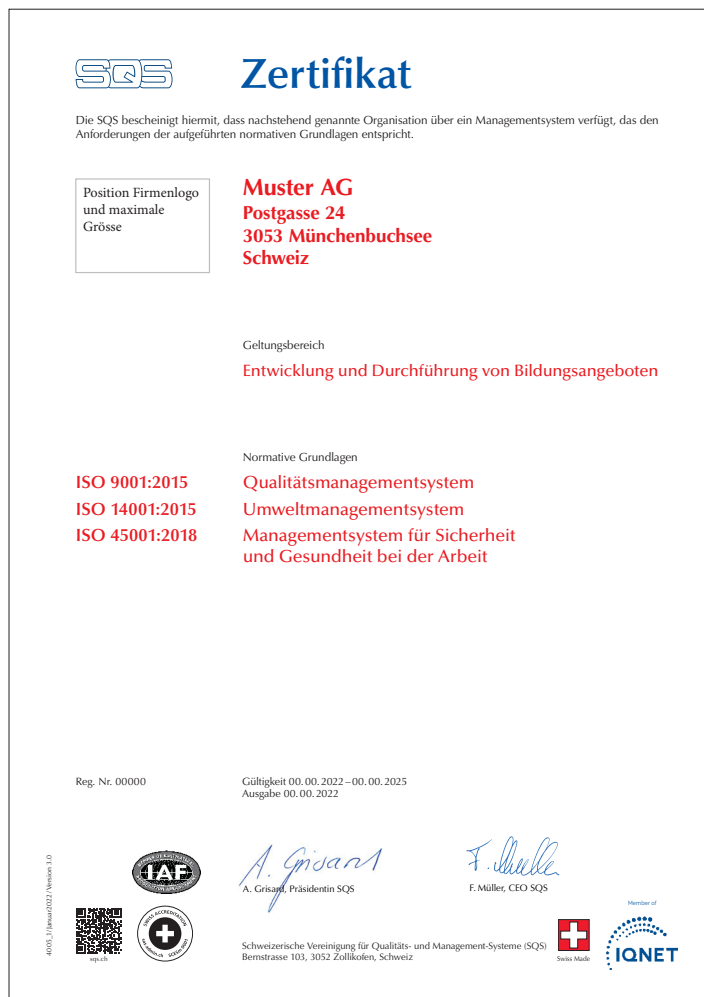 SQS
Zertifikat
Die SQS bescheinigt hiermit, dass nachstehend genannte Organisation über ein Managementsystem verfügt, das den
Anforderungen der aufgeführten normativen Grundlagen entspricht.
Position Firmenlogo
und maximale
Grösse
Muster AG
Postgasse 24
3053 Münchenbuchsee
Schweiz
Geltungsbereich
Entwicklung und Durchführung von Bildungsangeboten
Normative Grundlagen
ISO 9001:2015 Qualitätsmanagementsystem
ISO 14001:2015 Umweltmanagementsystem
ISO 45001:2018 Managementsystem für Sicherheit
und Gesundheit bei der Arbeit
Reg. Nr. 00000
Gültigkeit 00.00.2022–00.00.2025
Ausgabe 00.00.2022
4005_1/Januar2022/Version 3.0
IAF
A. Grisard
A. Grisard, Präsidentin SQS
F. Müller
F. Müller, CEO SQS
SWISS ACCREDITATION
sqs.ch
Schweizerische Vereinigung für Qualitäts- und Management-Systeme (SQS)
Bernstrasse 103, 3052 Zollikofen, Schweiz
Swiss Made
Member of
IQNET